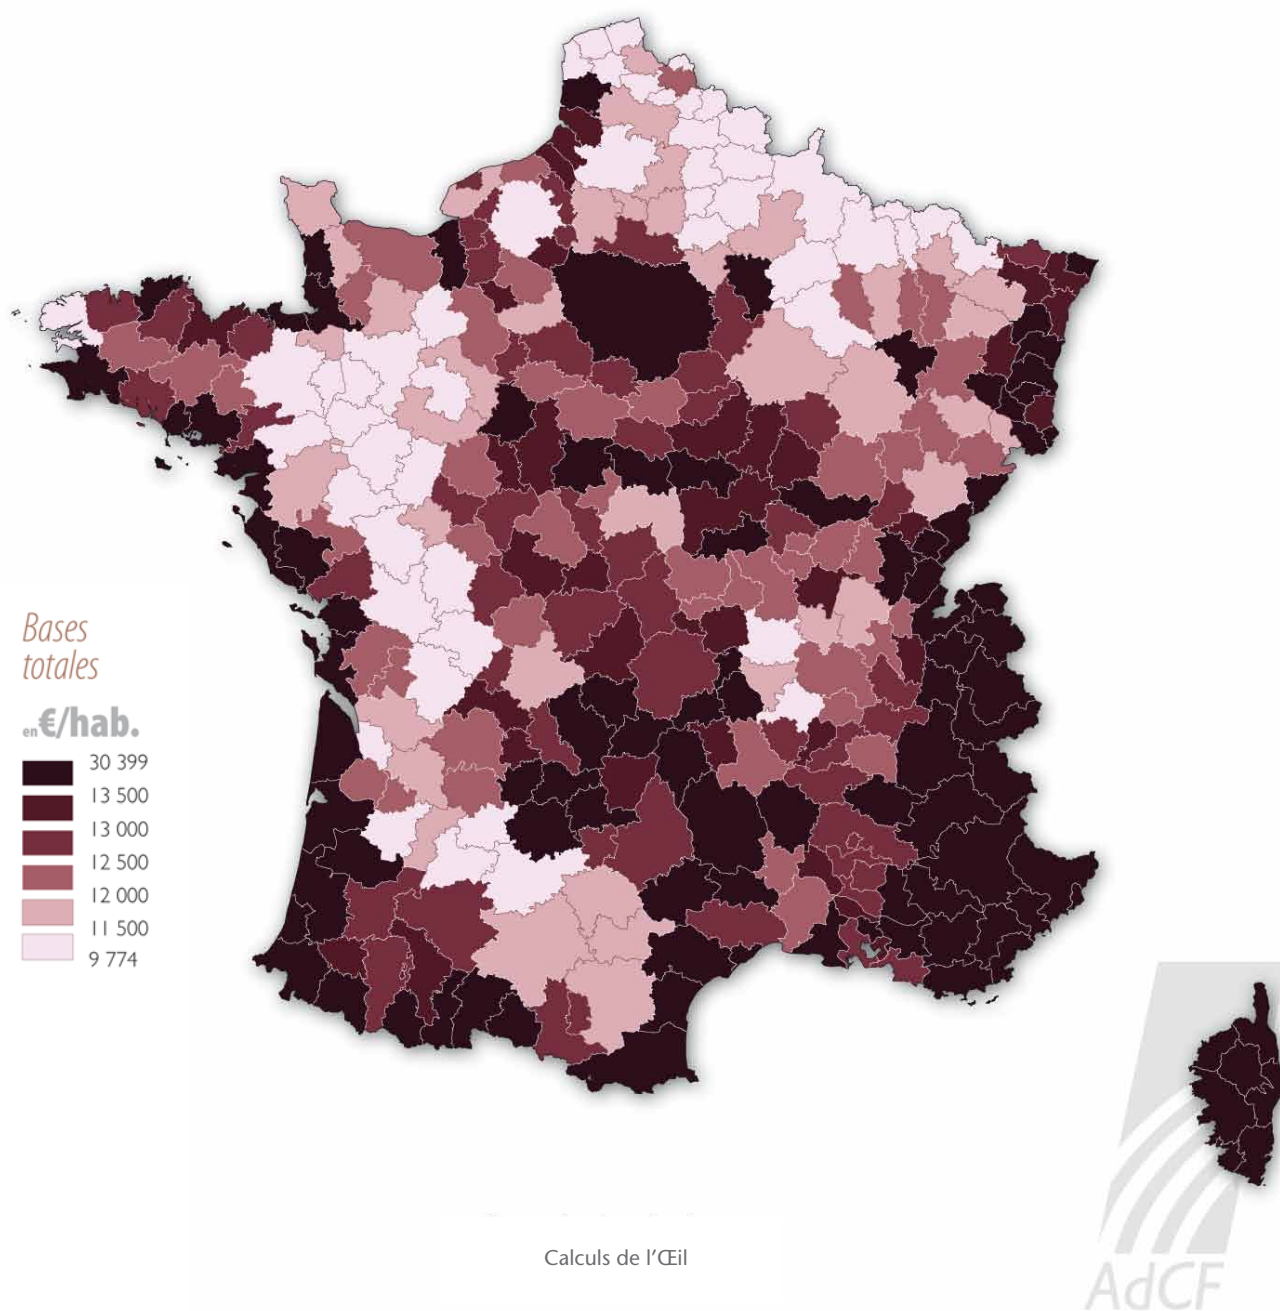 Bases
totales
en €/hab.
30 399
13 500
13 000
12 500
12 000
11 500
9 774
Calculs de l’Œil
AdCF